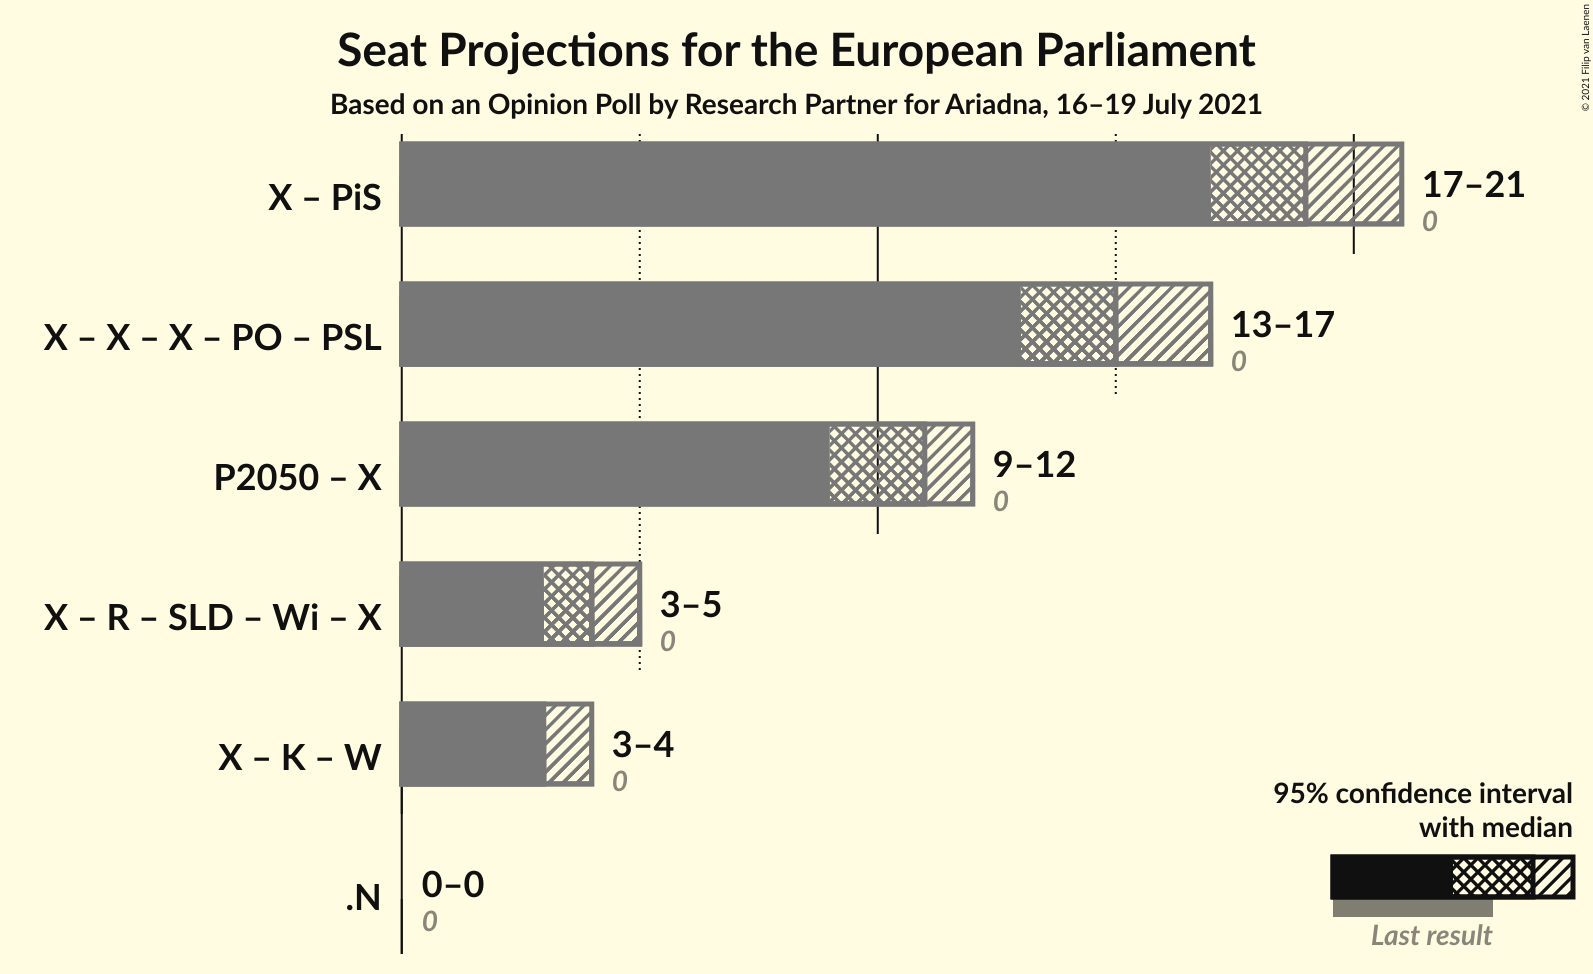 Seat Projections for the European Parliament
Based on an Opinion Poll by Research Partner for Ariadna, 16–19 July 2021
© 2021 Filip van Laenen
X – PiS
17–21
0
X – X – X – PO – PSL
13–17
0
P2050 – X
9–12
0
X – R – SLD – Wi – X
3–5
0
X – K – W
3–4
0
.N
0–0
0
95% confidence interval
with median
Last result